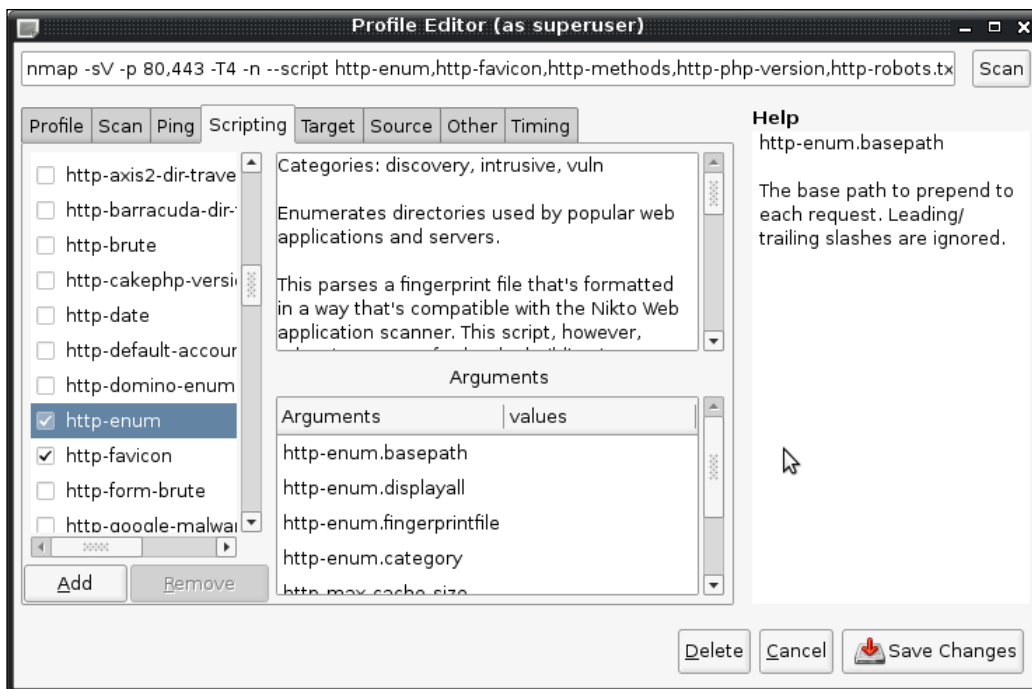 Profile Editor (as superuser)
nmap -sV -p 80,443 -T4 -n --script http-enum,http-favicon,http-methods,http-php-version,http-robots.tx
Scan
Profile
Scan
Ping
Scripting
Target
Source
Other
Timing
http-axis2-dir-trave
http-barracuda-dir-
http-brute
http-cakephp-versi
http-date
http-default-accour
http-domino-enum
http-enum
http-favicon
http-form-brute
http-google-malwar
Add
Remove
Categories: discovery, intrusive, vuln
Enumerates directories used by popular web
applications and servers.
This parses a fingerprint file that's formatted
in a way that's compatible with the Nikto Web
application scanner. This script, however,
Arguments
Arguments
values
http-enum.basepath
http-enum.displayall
http-enum.fingerprintfile
http-enum.category
http-max-cache-size
Help
http-enum.basepath
The base path to prepend to
each request. Leading/
trailing slashes are ignored.
Delete
Cancel
Save Changes